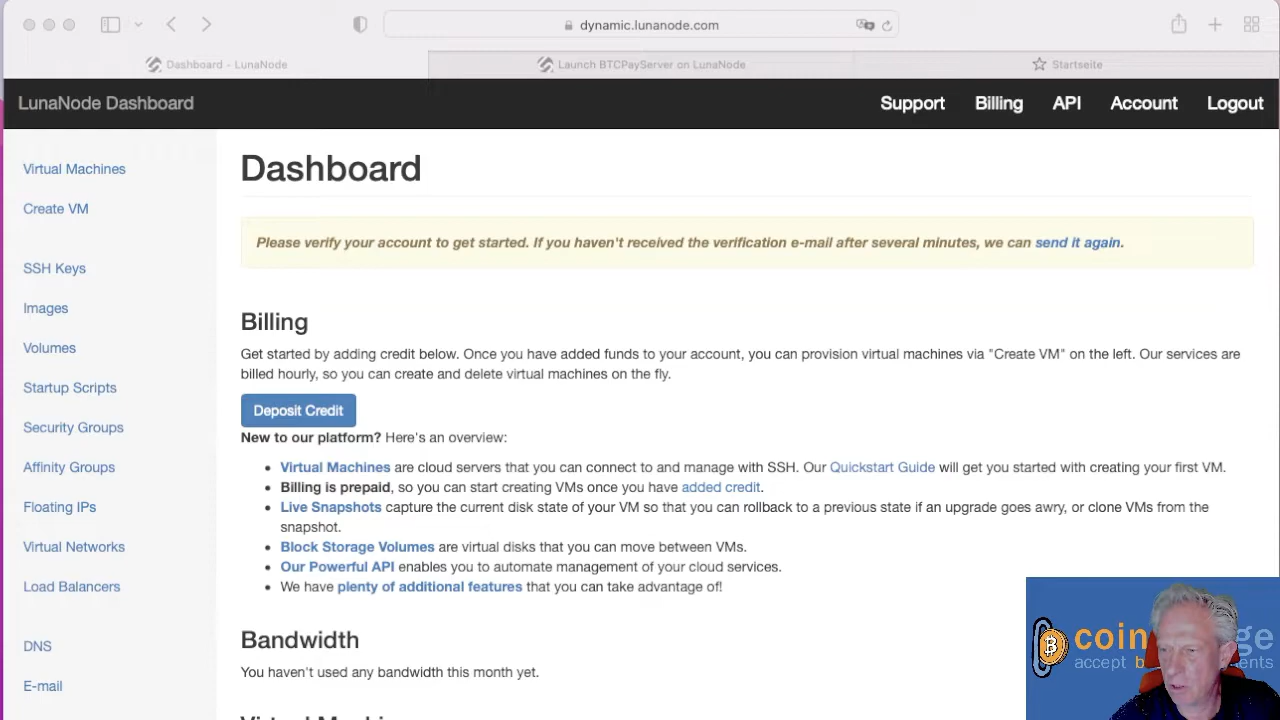 dynamic.lunanode.com
Dashboard – LunaNode
Launch BTCPayServer on LunaNode
Startseite
LunaNode Dashboard
Support
Billing
API
Account
Logout
Virtual Machines
Create VM
SSH Keys
Images
Volumes
Startup Scripts
Security Groups
Affinity Groups
Floating IPs
Virtual Networks
Load Balancers
DNS
E-mail
Dashboard
Please verify your account to get started. If you haven't received the verification e-mail after several minutes, we can send it again.
Billing
Get started by adding credit below. Once you have added funds to your account, you can provision virtual machines via "Create VM" on the left. Our services are
billed hourly, so you can create and delete virtual machines on the fly.
Deposit Credit
New to our platform? Here's an overview:
Virtual Machines are cloud servers that you can connect to and manage with SSH. Our Quickstart Guide will get you started with creating your first VM.
Billing is prepaid, so you can start creating VMs once you have added credit.
Live Snapshots capture the current disk state of your VM so that you can rollback to a previous state if an upgrade goes awry, or clone VMs from the
snapshot.
Block Storage Volumes are virtual disks that you can move between VMs.
Our Powerful API enables you to automate management of your cloud services.
We have plenty of additional features that you can take advantage of!
Bandwidth
You haven't used any bandwidth this month yet.
coin
accept